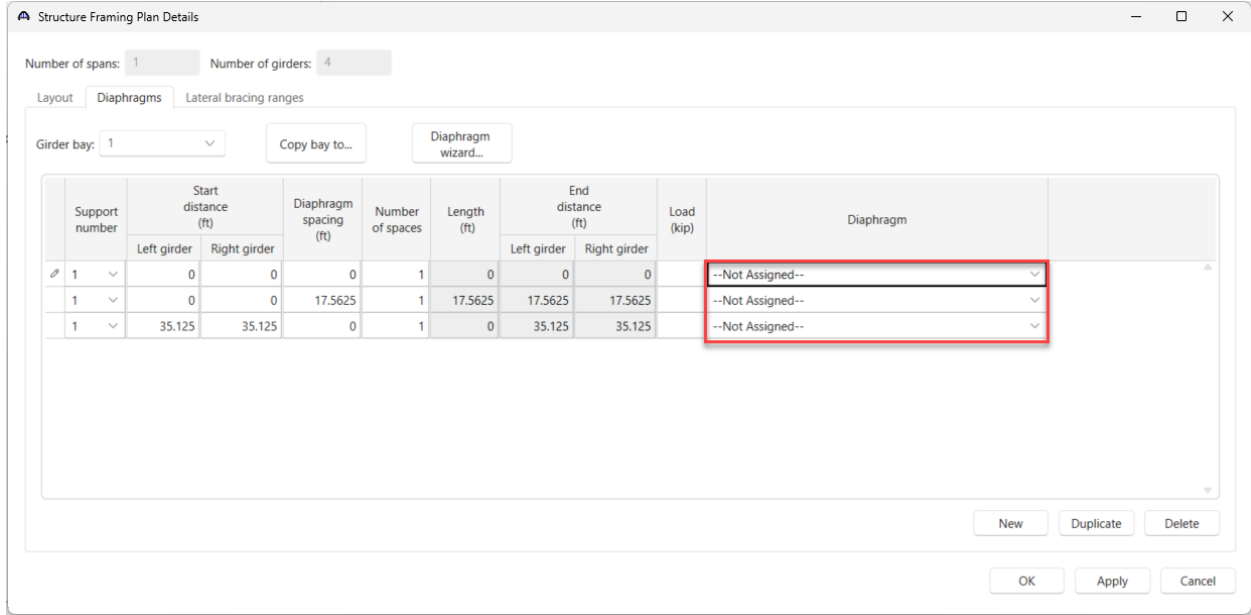 Structure Framing Plan Details
Number of spans: 1 Number of girders: 4
Layout Diaphragms Lateral bracing ranges
Girder bay: 1 Copy bay to... Diaphragm
wizard...
Support
number
Start
distance
(ft)
Left girder Right girder
Diaphragm
spacing
(ft)
Number
of spaces
Length
(ft)
End
distance
(ft)
Left girder Right girder
Load
(kip)
Diaphragm
1 0 0 0 1 0 0 0 --Not Assigned--
1 0 0 17.5625 1 17.5625 17.5625 17.5625 --Not Assigned--
1 35.125 35.125 0 1 0 35.125 35.125 --Not Assigned--
New Duplicate Delete
OK Apply Cancel